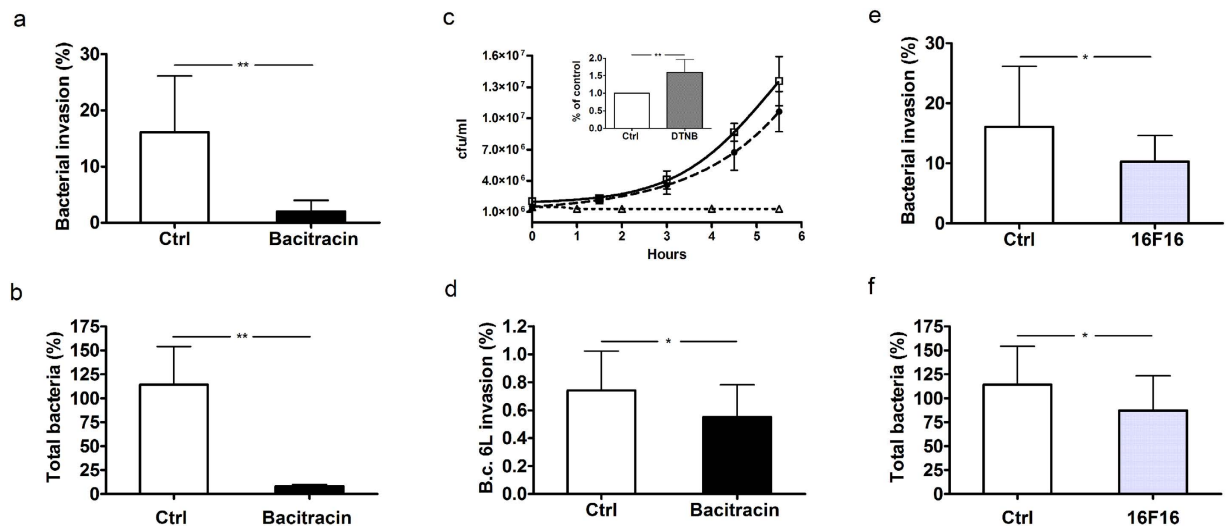 a
Bacterial invasion (%)
30
20
10
0
**
Ctrl
Bacitracin
b
Total bacteria (%)
175
150
125
100
75
50
25
0
**
Ctrl
Bacitracin
c
cfu/ml
1.6×10⁷
1.3×10⁷
1.0×10⁷
7.0×10⁶
4.0×10⁶
1.0×10⁶
0 1 2 3 4 5 6
Hours
% of control
2.0
1.5
1.0
0.5
0.0
**
Ctrl
DTNB
d
B.c. 6L invasion (%)
1.2
1.0
0.8
0.6
0.4
0.2
0.0
*
Ctrl
Bacitracin
e
Bacterial invasion (%)
30
20
10
0
*
Ctrl
16F16
f
Total bacteria (%)
175
150
125
100
75
50
25
0
*
Ctrl
16F16